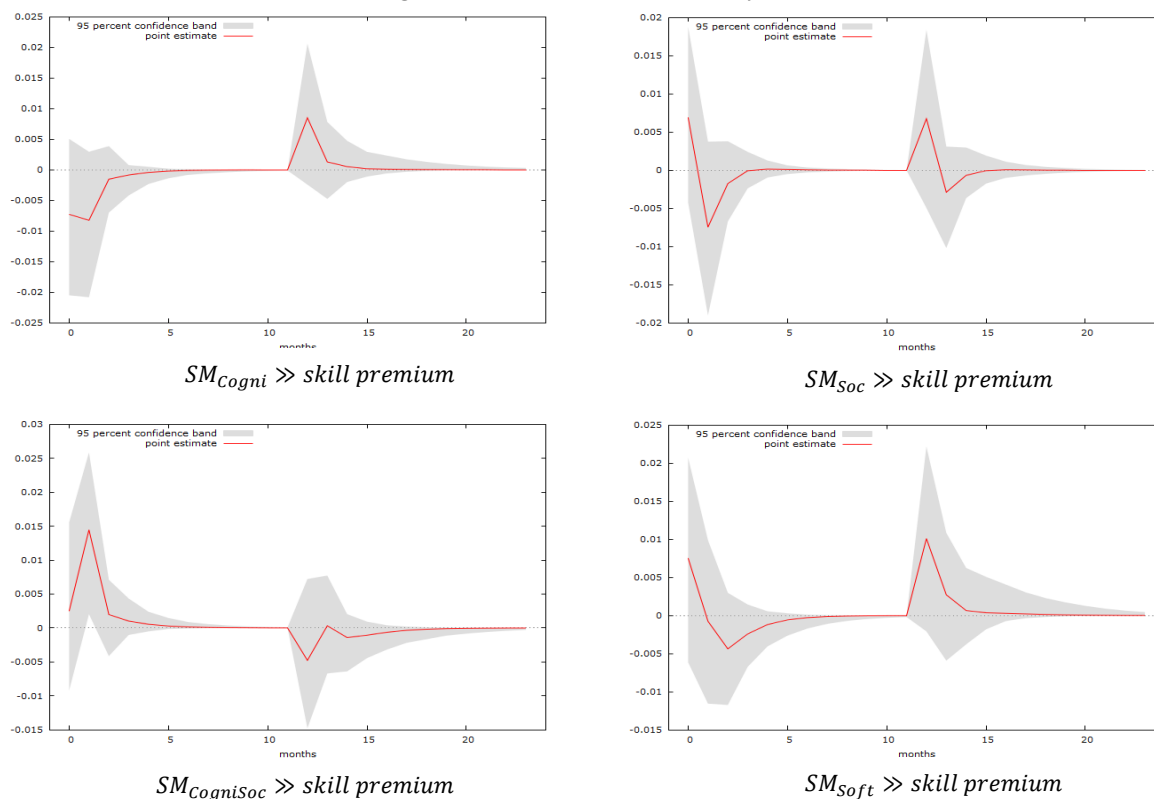 95 percent confidence band
point estimate
0.025
0.02
0.015
0.01
0.005
0
-0.005
-0.01
-0.015
-0.02
-0.025
0 5 10 15 20
months
SM_Cogni ≫ skill premium
95 percent confidence band
point estimate
0.02
0.015
0.01
0.005
0
-0.005
-0.01
-0.015
-0.02
0 5 10 15 20
months
SM_Soc ≫ skill premium
95 percent confidence band
point estimate
0.03
0.025
0.02
0.015
0.01
0.005
0
-0.005
-0.01
-0.015
0 5 10 15 20
months
SM_CogniSoc ≫ skill premium
95 percent confidence band
point estimate
0.025
0.02
0.015
0.01
0.005
0
-0.005
-0.01
-0.015
0 5 10 15 20
months
SM_Soft ≫ skill premium